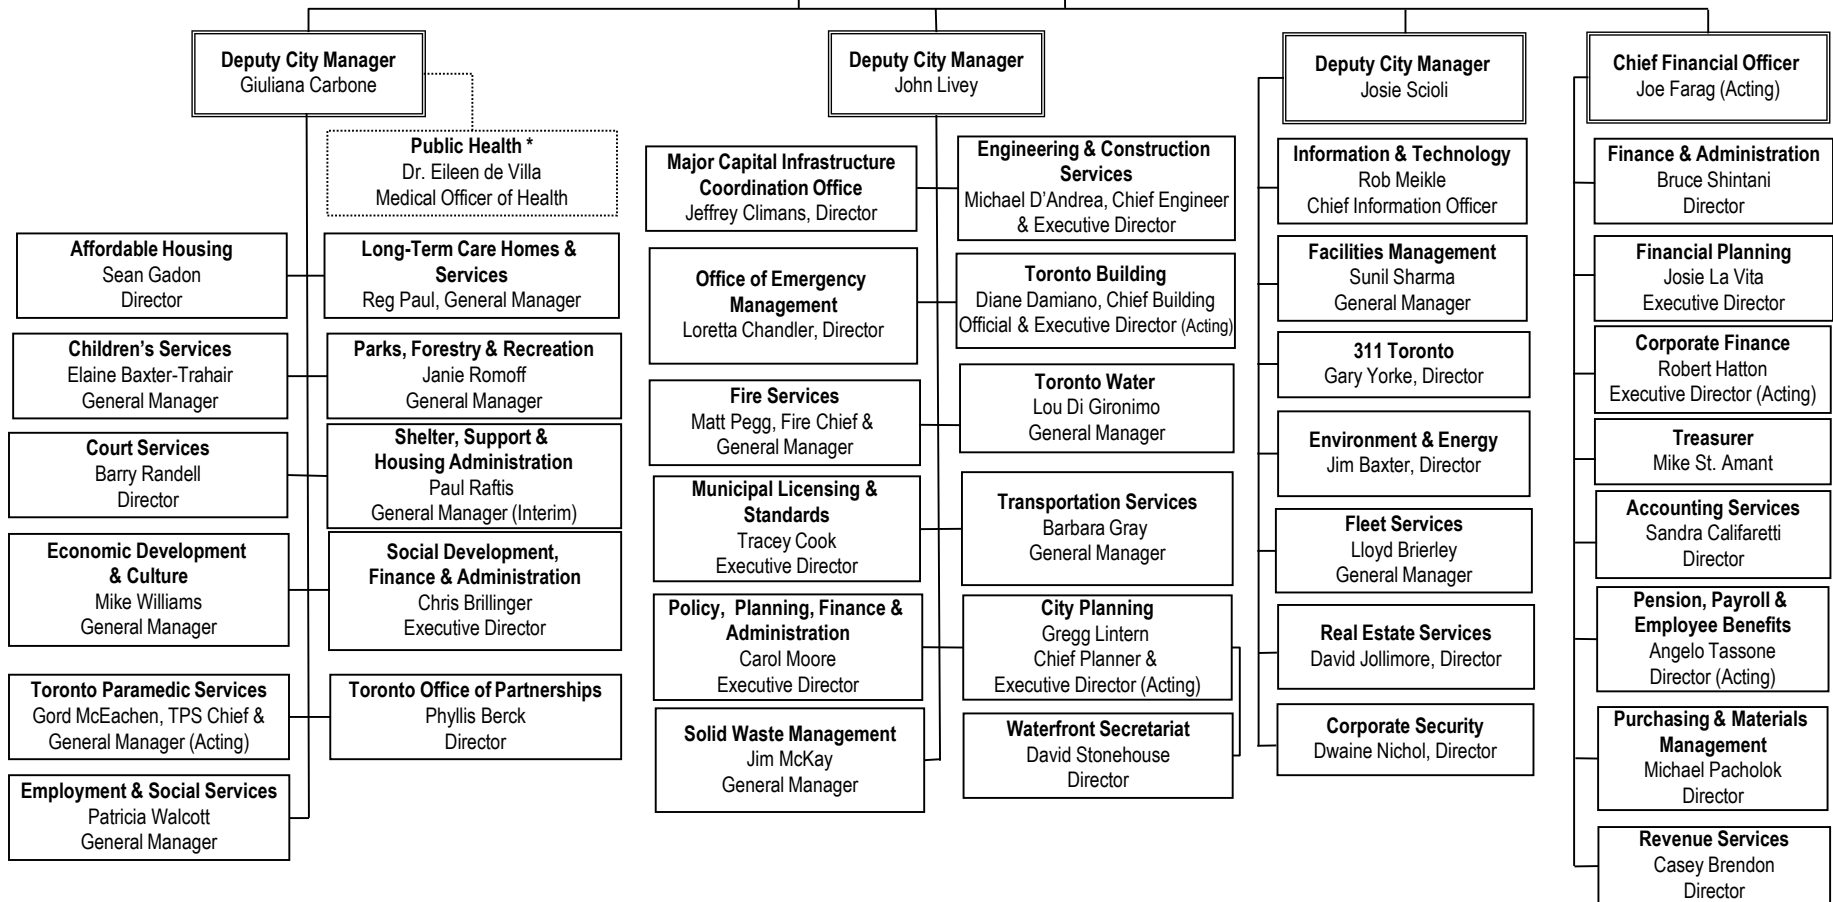 Deputy City Manager
Giuliana Carbone
Public Health *
Dr. Eileen de Villa
Medical Officer of Health
Affordable Housing
Sean Gadon
Director
Long-Term Care Homes &
Services
Reg Paul, General Manager
Children's Services
Elaine Baxter-Trahair
General Manager
Parks, Forestry & Recreation
Janie Romoff
General Manager
Court Services
Barry Randell
Director
Shelter, Support &
Housing Administration
Paul Raftis
General Manager (Interim)
Economic Development
& Culture
Mike Williams
General Manager
Social Development,
Finance & Administration
Chris Brillinger
Executive Director
Toronto Paramedic Services
Gord McEachen, TPS Chief &
General Manager (Acting)
Toronto Office of Partnerships
Phyllis Berck
Director
Employment & Social Services
Patricia Walcott
General Manager
Deputy City Manager
John Livey
Major Capital Infrastructure
Coordination Office
Jeffrey Climans, Director
Engineering & Construction
Services
Michael D'Andrea, Chief Engineer
& Executive Director
Office of Emergency
Management
Loretta Chandler, Director
Toronto Building
Diane Damiano, Chief Building
Official & Executive Director (Acting)
Fire Services
Matt Pegg, Fire Chief &
General Manager
Toronto Water
Lou Di Gironimo
General Manager
Municipal Licensing &
Standards
Tracey Cook
Executive Director
Transportation Services
Barbara Gray
General Manager
Policy, Planning, Finance &
Administration
Carol Moore
Executive Director
City Planning
Gregg Lintern
Chief Planner &
Executive Director (Acting)
Solid Waste Management
Jim McKay
General Manager
Waterfront Secretariat
David Stonehouse
Director
Deputy City Manager
Josie Scioli
Information & Technology
Rob Meikle
Chief Information Officer
Facilities Management
Sunil Sharma
General Manager
311 Toronto
Gary Yorke, Director
Environment & Energy
Jim Baxter, Director
Fleet Services
Lloyd Brierley
General Manager
Real Estate Services
David Jollimore, Director
Corporate Security
Dwaine Nichol, Director
Chief Financial Officer
Joe Farag (Acting)
Finance & Administration
Bruce Shintani
Director
Financial Planning
Josie La Vita
Executive Director
Corporate Finance
Robert Hatton
Executive Director (Acting)
Treasurer
Mike St. Amant
Accounting Services
Sandra Califaretti
Director
Pension, Payroll &
Employee Benefits
Angelo Tassone
Director (Acting)
Purchasing & Materials
Management
Michael Pacholok
Director
Revenue Services
Casey Brendon
Director